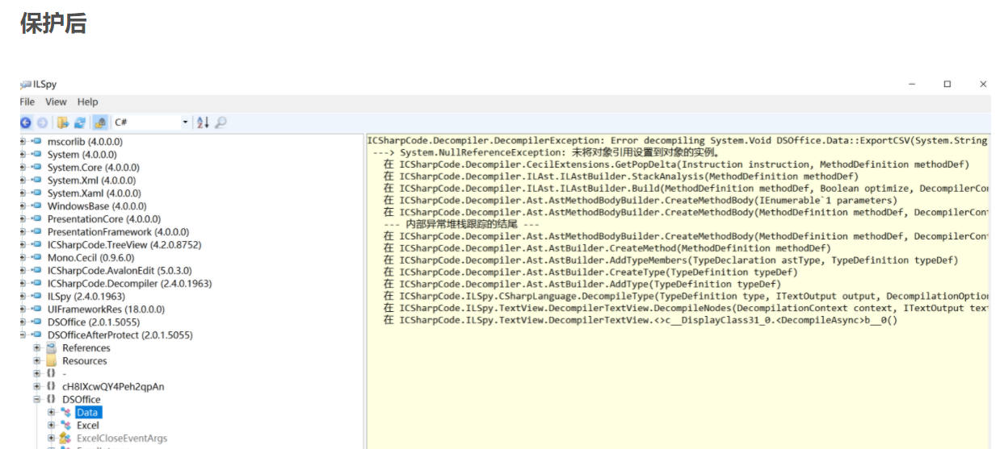 保护后
ILSpy
File View Help
C#
mscorlib (4.0.0.0)
System (4.0.0.0)
System.Core (4.0.0.0)
System.Xml (4.0.0.0)
System.Xaml (4.0.0.0)
WindowsBase (4.0.0.0)
PresentationCore (4.0.0.0)
PresentationFramework (4.0.0.0)
ICSharpCode.TreeView (4.2.0.8752)
Mono.Cecil (0.9.6.0)
ICSharpCode.AvalonEdit (5.0.3.0)
ICSharpCode.Decompiler (2.4.0.1963)
ILSpy (2.4.0.1963)
UIFrameworkRes (18.0.0.0)
DSOffice (2.0.1.5055)
DSOfficeAfterProtect (2.0.1.5055)
References
Resources
{} -
{} cH8IXcwQY4Peh2qpAn
{} DSOffice
Data
Excel
ExcelCloseEventArgs
ICSharpCode.Decompiler.DecompilerException: Error decompiling System.Void DSOffice.Data::ExportCSV(System.String
---> System.NullReferenceException: 未将对象引用设置到对象的实例。
在 ICSharpCode.Decompiler.CecilExtensions.GetPopDelta(Instruction instruction, MethodDefinition methodDef)
在 ICSharpCode.Decompiler.ILAst.ILAstBuilder.StackAnalysis(MethodDefinition methodDef)
在 ICSharpCode.Decompiler.ILAst.ILAstBuilder.Build(MethodDefinition methodDef, Boolean optimize, DecompilerCon
在 ICSharpCode.Decompiler.Ast.AstMethodBodyBuilder.CreateMethodBody(IEnumerable`1 parameters)
在 ICSharpCode.Decompiler.Ast.AstMethodBodyBuilder.CreateMethodBody(MethodDefinition methodDef, DecompilerCont
--- 内部异常堆栈跟踪的结尾 ---
在 ICSharpCode.Decompiler.Ast.AstMethodBodyBuilder.CreateMethodBody(MethodDefinition methodDef, DecompilerCont
在 ICSharpCode.Decompiler.Ast.AstBuilder.CreateMethod(MethodDefinition methodDef)
在 ICSharpCode.Decompiler.Ast.AstBuilder.AddTypeMembers(TypeDeclaration astType, TypeDefinition typeDef)
在 ICSharpCode.Decompiler.Ast.AstBuilder.CreateType(TypeDefinition typeDef)
在 ICSharpCode.Decompiler.Ast.AstBuilder.AddType(TypeDefinition typeDef)
在 ICSharpCode.ILSpy.CSharpLanguage.DecompileType(TypeDefinition type, ITextOutput output, DecompilationOption
在 ICSharpCode.ILSpy.TextView.DecompilerTextView.DecompileNodes(DecompilationContext context, ITextOutput text
在 ICSharpCode.ILSpy.TextView.DecompilerTextView.<>c__DisplayClass31_0.<DecompileAsync>b__0()